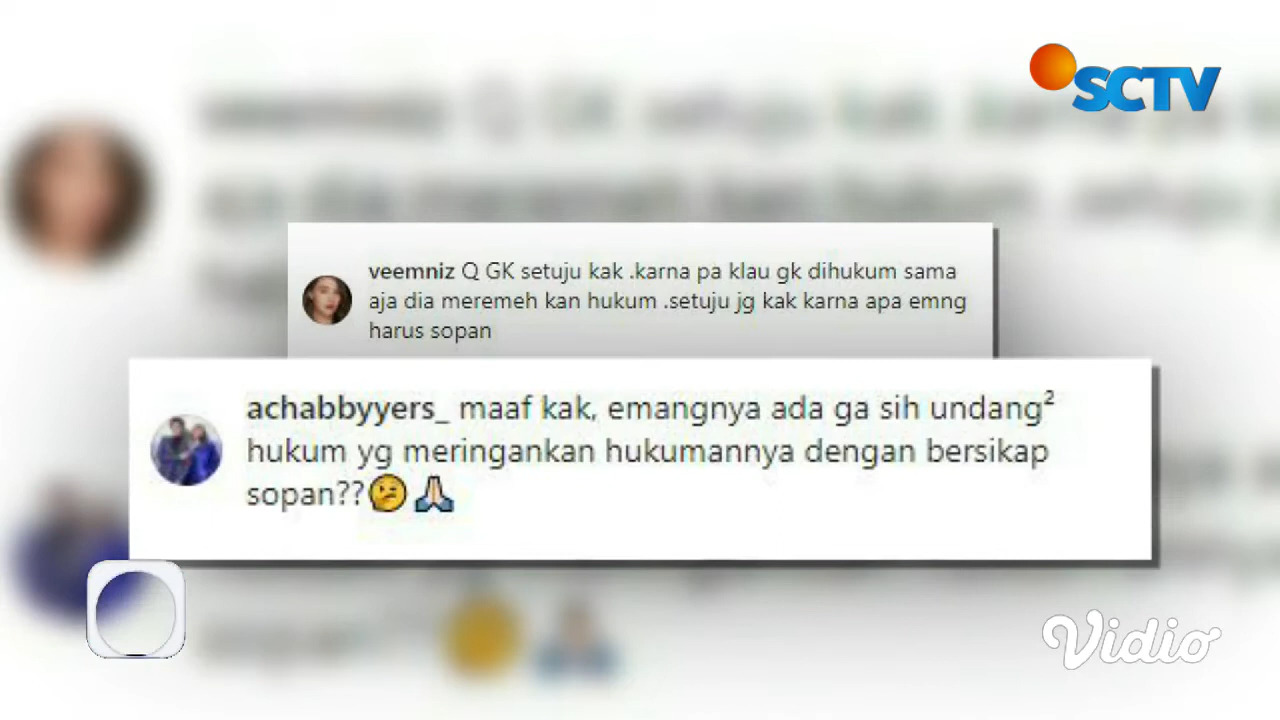 SCTV
veemniz Q GK setuju kak .karna pa klau gk dihukum sama
aja dia meremeh kan hukum .setuju jg kak karna apa emng
harus sopan
achabbyyers_ maaf kak, emangnya ada ga sih undang²
hukum yg meringankan hukumannya dengan bersikap
sopan??🤔🙏🏻
Vidio